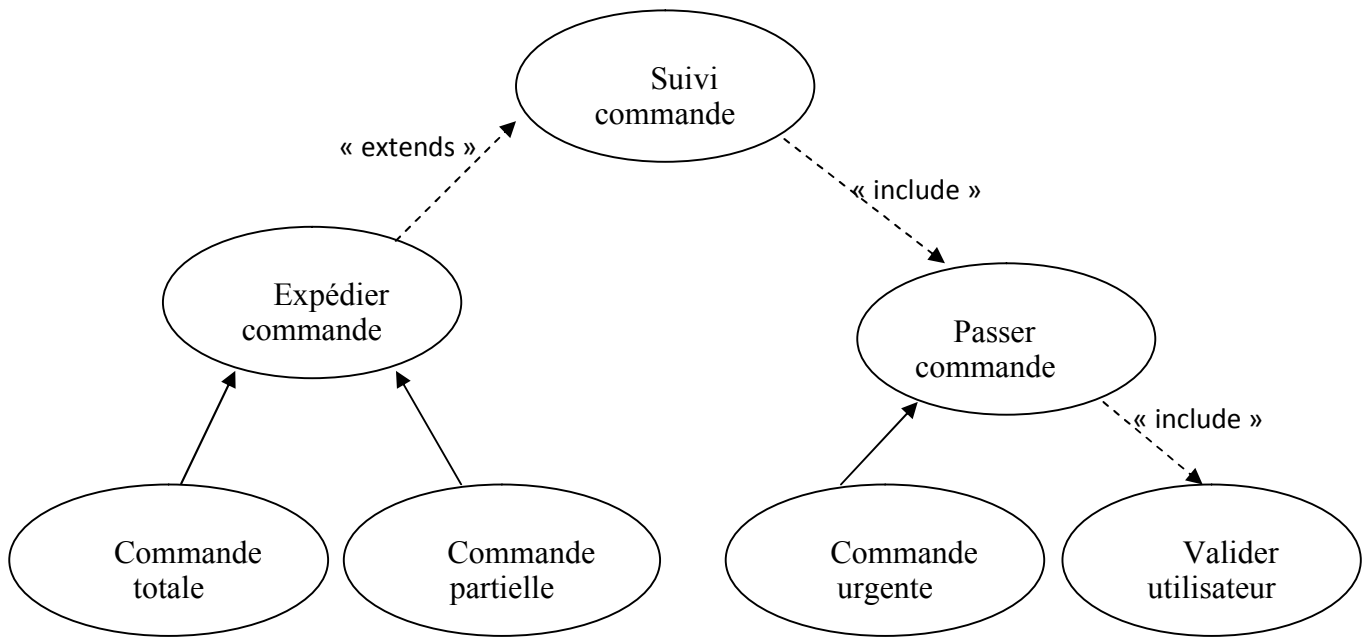 Suivi
commande
« extends »
« include »
Expédier
commande
Passer
commande
« include »
Commande
totale
Commande
partielle
Commande
urgente
Valider
utilisateur